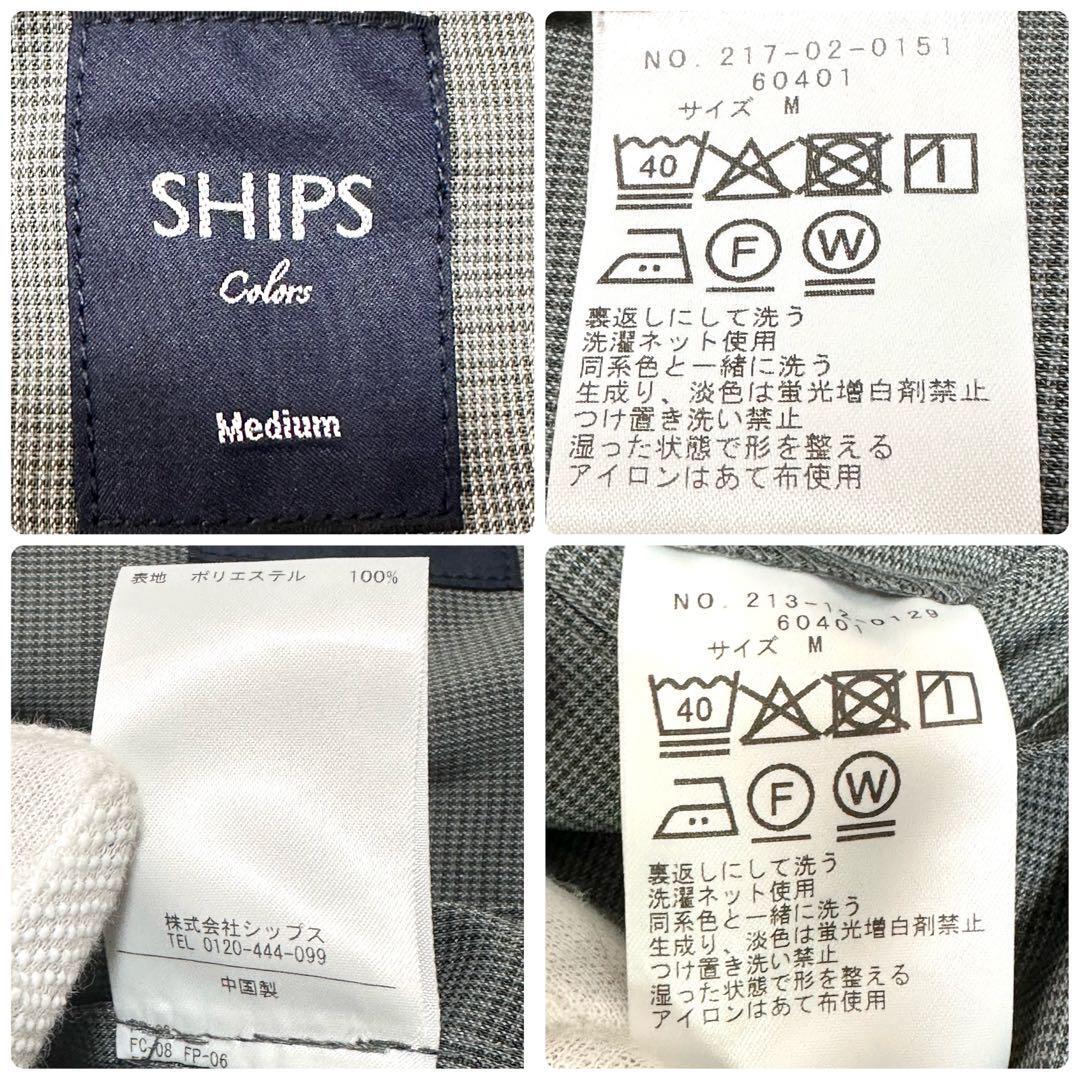 SHIPS
Colors
Medium
NO. 217-02-0151
60401
サイズ M
40
F W
裏返しにして洗う
洗濯ネット使用
同系色と一緒に洗う
生成り、淡色は蛍光増白剤禁止
つけ置き洗い禁止
湿った状態で形を整える
アイロンはあて布使用
表地 ポリエステル 100%
株式会社シップス
TEL 0120-444-099
中国製
FC-08 FP-06
NO. 213-12-0129
60401
サイズ M
40
F W
裏返しにして洗う
洗濯ネット使用
同系色と一緒に洗う
生成り、淡色は蛍光増白剤禁止
つけ置き洗い禁止
湿った状態で形を整える
アイロンはあて布使用